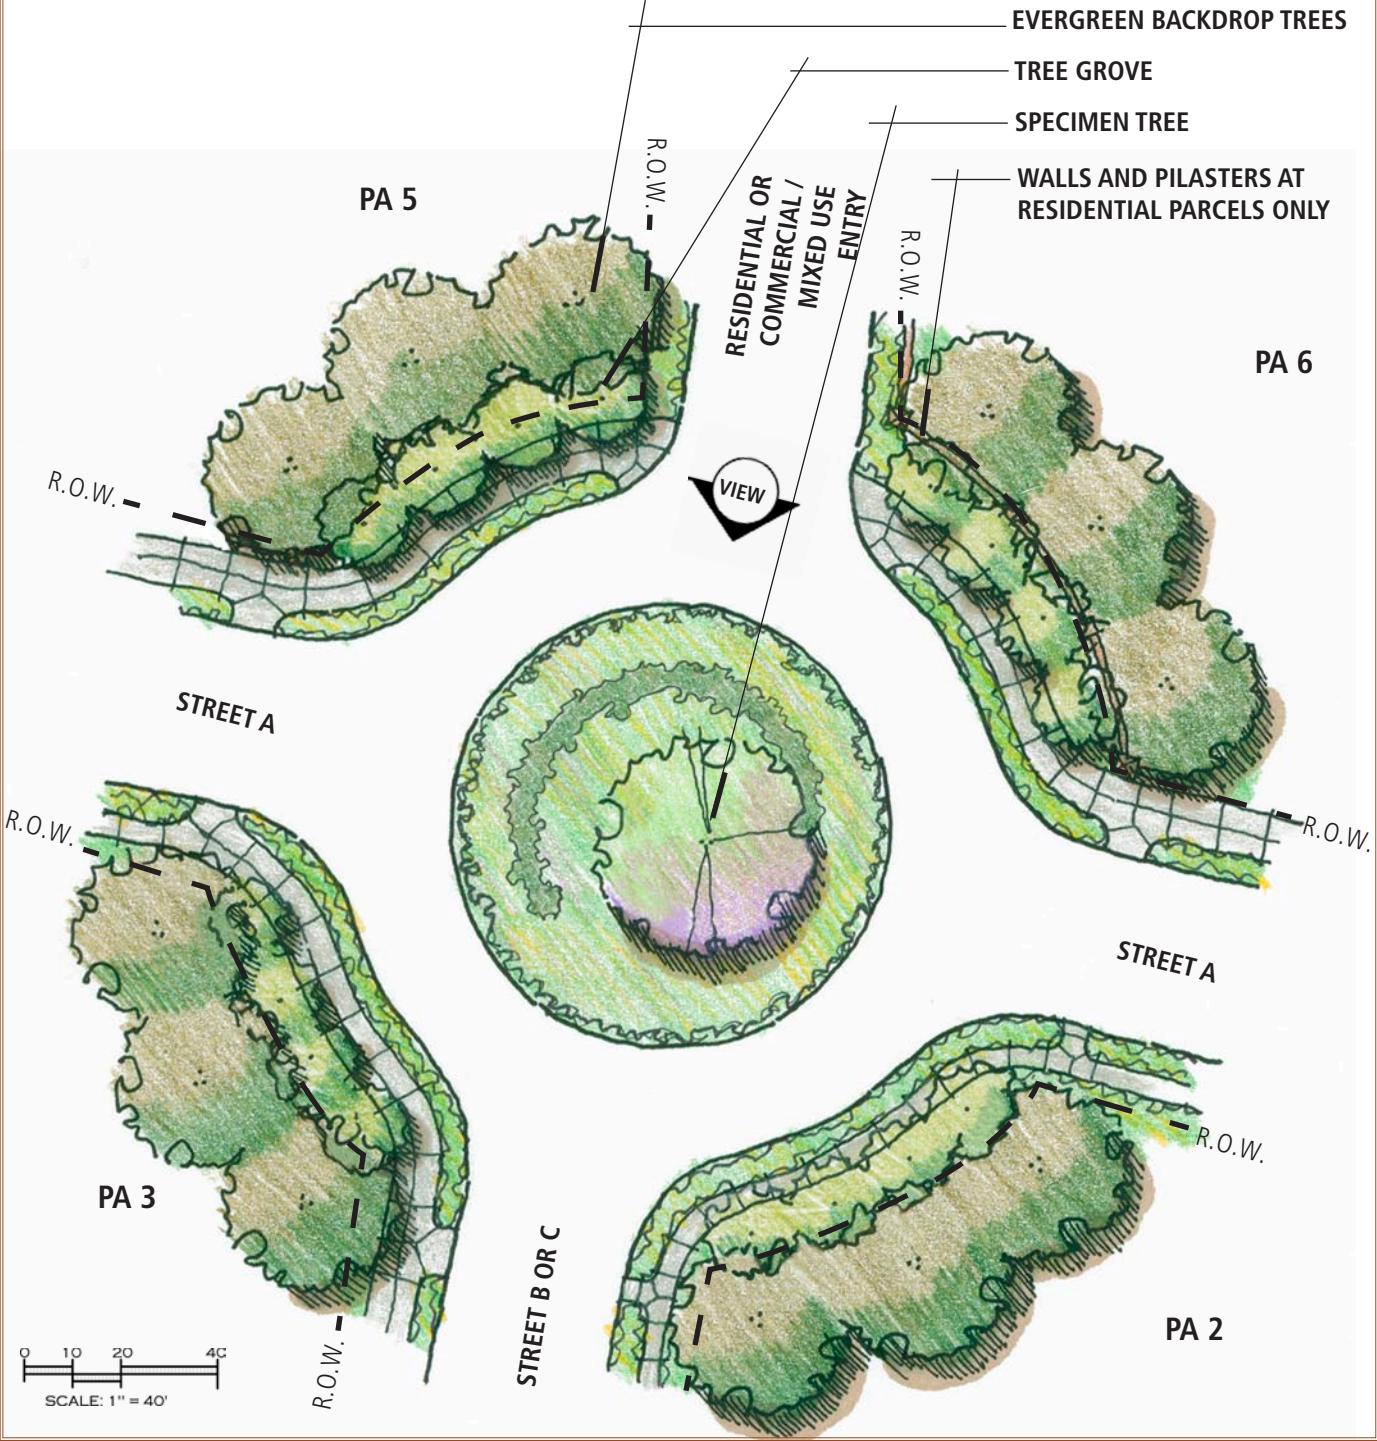 EVERGREEN BACKDROP TREES
TREE GROVE
SPECIMEN TREE
WALLS AND PILASTERS AT
RESIDENTIAL PARCELS ONLY
R.O.W.
PA 5
RESIDENTIAL OR
COMMERCIAL /
MIXED USE
ENTRY
R.O.W.
PA 6
R.O.W.
VIEW
STREET A
R.O.W.
R.O.W.
STREET A
R.O.W.
PA 3
STREET B OR C
PA 2
R.O.W.
0 10 20 40
SCALE: 1" = 40'